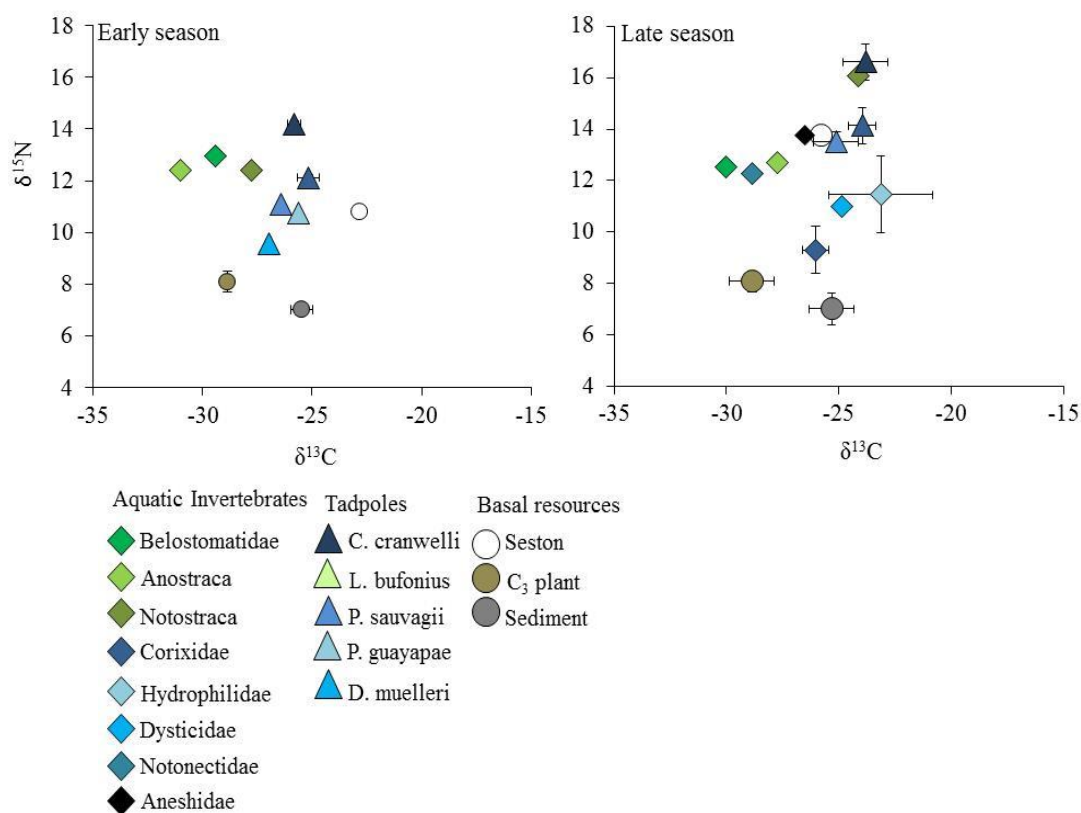 Early season
18
16
14
12
10
8
6
4
δ¹⁵N
-35 -30 -25 -20 -15
δ¹³C
Late season
18
16
14
12
10
8
6
4
-35 -30 -25 -20 -15
δ¹³C
Aquatic Invertebrates
Belostomatidae
Anostraca
Notostraca
Corixidae
Hydrophilidae
Dysticidae
Notonectidae
Aneshidae
Tadpoles
C. cranwelli
L. bufonius
P. sauvagii
P. guayapae
D. muelleri
Basal resources
Seston
C₃ plant
Sediment